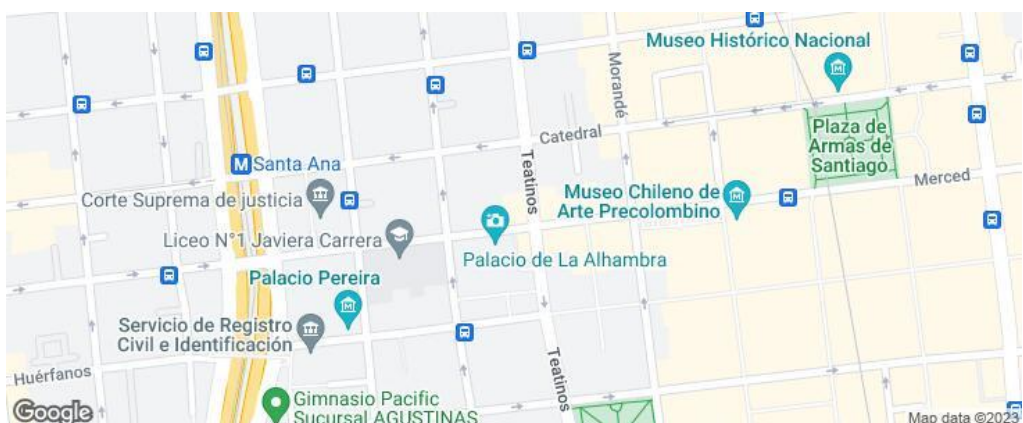 Museo Histórico Nacional
Morandé
Catedral
Plaza de
Armas de
Santiago
M
Santa Ana
Teatinos
Merced
Corte Suprema de justicia
Museo Chileno de
Arte Precolombino
Liceo N°1 Javiera Carrera
Palacio de La Alhambra
Palacio Pereira
Servicio de Registro
Civil e Identificación
Huérfanos
Teatinos
Gimnasio Pacific
Sucursal AGUSTINAS
Google
Map data ©2023